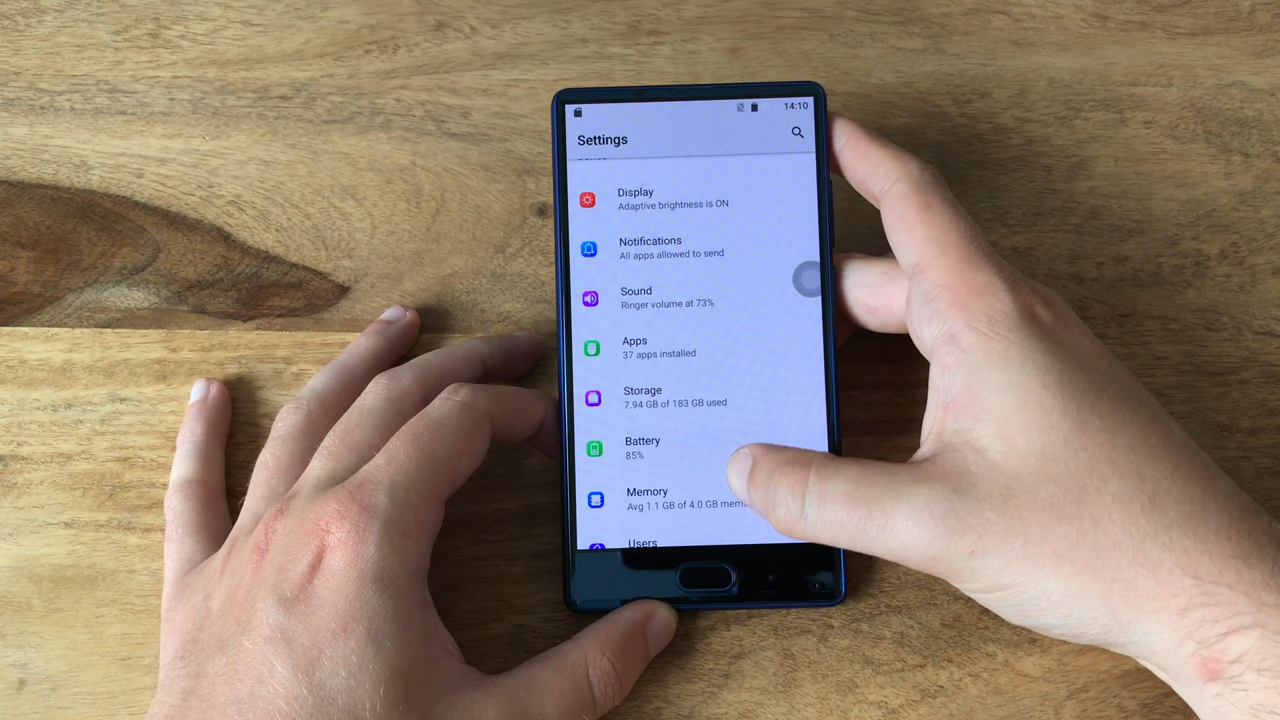 14:10
Settings
Display
Adaptive brightness is ON
Notifications
All apps allowed to send
Sound
Ringer volume at 73%
Apps
37 apps installed
Storage
7.94 GB of 183 GB used
Battery
85%
Memory
Avg 1.1 GB of 4.0 GB
Users